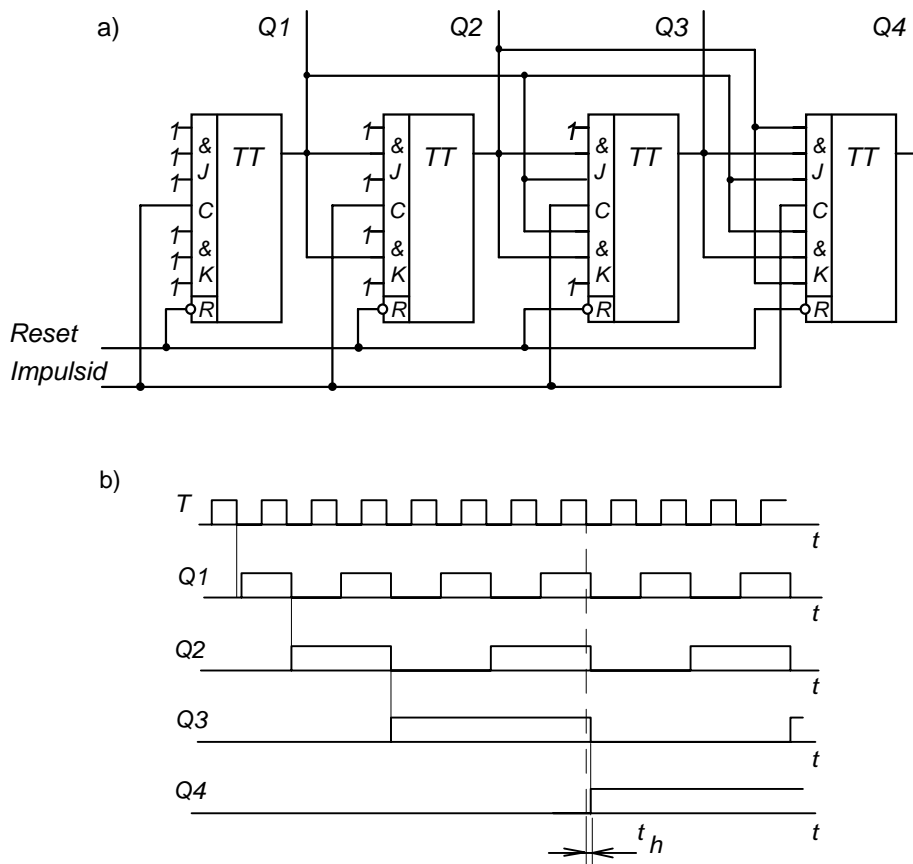 a) Q1 Q2 Q3 Q4
1 1 1
& TT & TT & TT & TT
1
J J J J
1 1
C C C C
1 1
& & & &
1
K K K K
1 1 1
R R R R
Reset
Impulsid
b)
T
t
Q1
t
Q2
t
Q3
t
Q4
t
t h